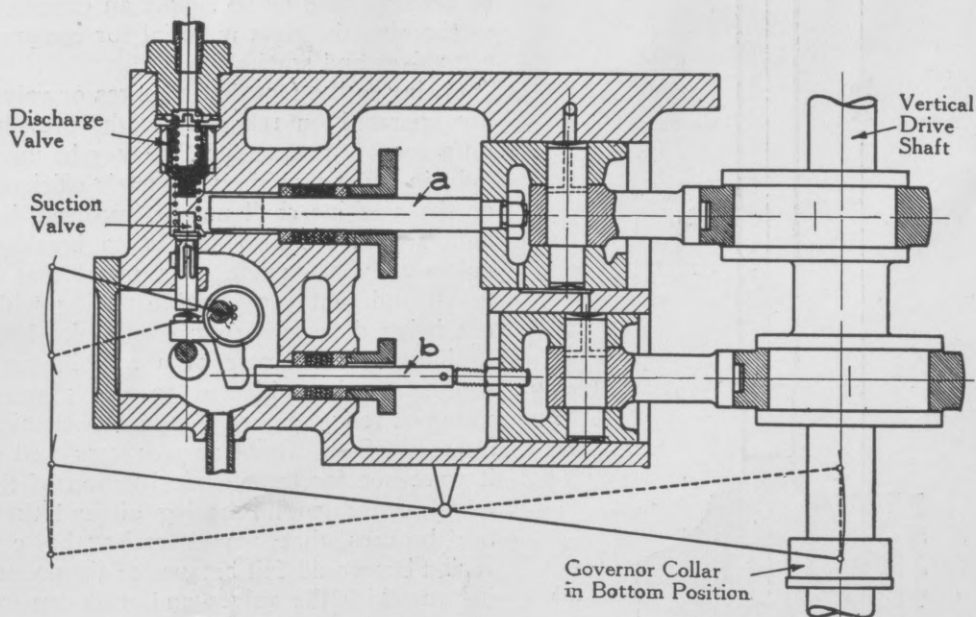 Discharge
Valve
Suction
Valve
a
b
Vertical
Drive
Shaft
Governor Collar
in Bottom Position